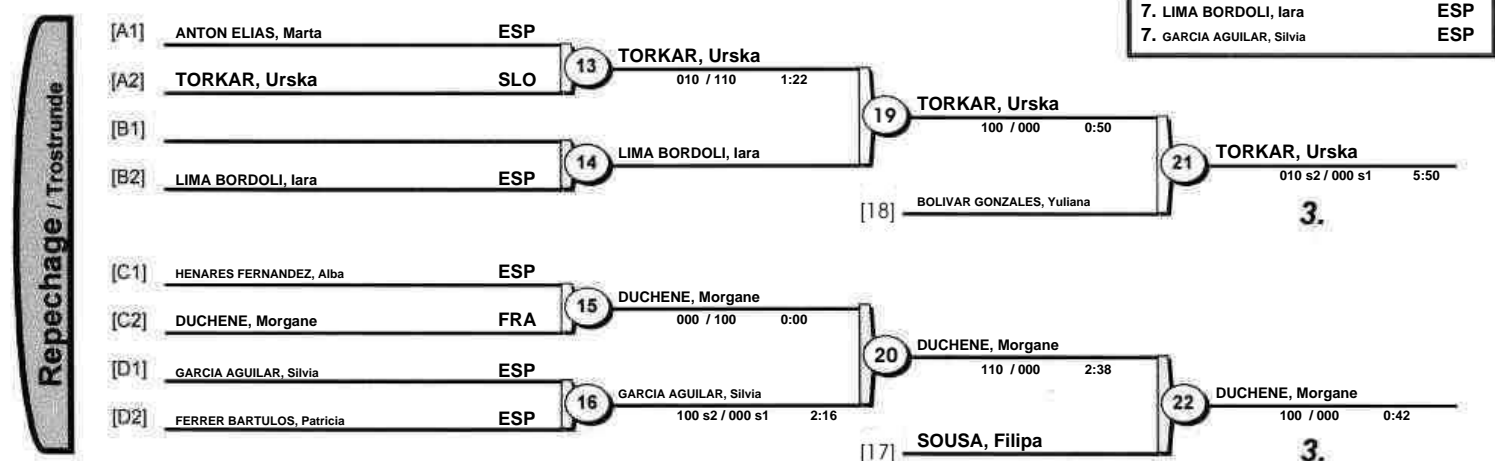 7. LIMA BORDOLI, Iara ESP
7. GARCIA AGUILAR, Silvia ESP
Repechage / Trostrunde
[A1] ANTON ELIAS, Marta ESP
[A2] TORKAR, Urska SLO
13 TORKAR, Urska
010 / 110 1:22
[B1]
[B2] LIMA BORDOLI, Iara ESP
14 LIMA BORDOLI, Iara
19 TORKAR, Urska
100 / 000 0:50
[18] BOLIVAR GONZALES, Yuliana
21 TORKAR, Urska
010 s2 / 000 s1 5:50
3.
[C1] HENARES FERNANDEZ, Alba ESP
[C2] DUCHENE, Morgane FRA
15 DUCHENE, Morgane
000 / 100 0:00
[D1] GARCIA AGUILAR, Silvia ESP
[D2] FERRER BARTULOS, Patricia ESP
16 GARCIA AGUILAR, Silvia
100 s2 / 000 s1 2:16
20 DUCHENE, Morgane
110 / 000 2:38
[17] SOUSA, Filipa
22 DUCHENE, Morgane
100 / 000 0:42
3.